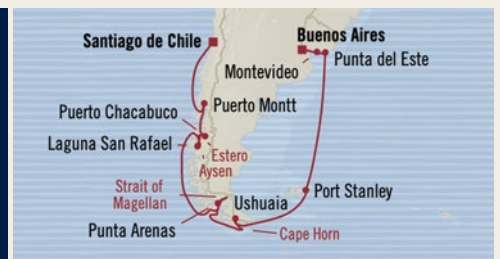 Santiago de Chile
Buenos Aires
Montevideo
Punta del Este
Puerto Chacabuco
Puerto Montt
Laguna San Rafael
Estero
Aysen
Strait of
Magellan
Ushuaia
Port Stanley
Punta Arenas
Cape Horn